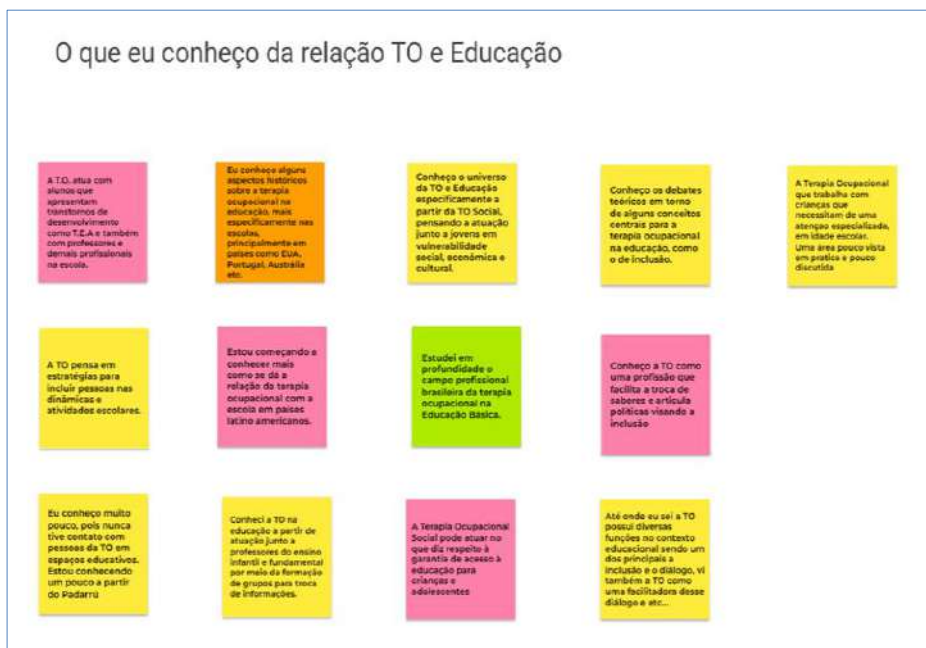 O que eu conheço da relação TO e Educação
A T.O. atua com
alunos que
apresentam
transtornos de
desenvolvimento
como T.E.A e também
com professores e
demais profissionais
na escola.
Eu conheço alguns
aspectos históricos
sobre a terapia
ocupacional na
educação, mais
especificamente nas
escolas,
principalmente em
países como EUA,
Portugal, Austrália
etc.
Conheço o universo
da TO e Educação
especificamente a
partir da TO Social,
pensando a atuação
junto a jovens em
vulnerabilidade
social, econômica e
cultural.
Conheço os debates
teóricos em torno
de alguns conceitos
centrais para a
terapia ocupacional
na educação, como
o de inclusão.
A Terapia Ocupacional
que trabalha com
crianças que
necessitam de uma
atenção especializada,
em idade escolar.
Uma área pouco vista
em pratica e pouco
discutida
A TO pensa em
estratégias para
incluir pessoas nas
dinâmicas e
atividades escolares.
Estou começando a
conhecer mais
como se dá a
relação da terapia
ocupacional com a
escola em países
latino americanos.
Estudei em
profundidade o
campo profissional
brasileira da terapia
ocupacional na
Educação Básica.
Conheço a TO como
uma profissão que
facilita a troca de
saberes e articula
políticas visando a
inclusão
Eu conheço muito
pouco, pois nunca
tive contato com
pessoas da TO em
espaços educativos.
Estou conhecendo
um pouco a partir
do Padarrú
Conheci a TO na
educação a partir de
atuação junto a
professores do ensino
infantil e fundamental
por meio da formação
de grupos para troca
de informações.
A Terapia Ocupacional
Social pode atuar no
que diz respeito à
garantia de acesso à
educação para
crianças e
adolescentes
Até onde eu sei a TO
possui diversas
funções no contexto
educacional sendo um
dos principais a
inclusão e o diálogo, vi
também a TO como
uma facilitadora desse
diálogo e etc...